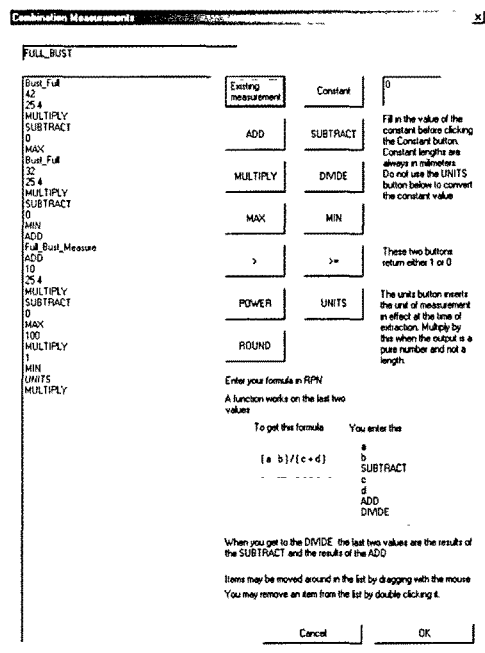 Combination Measurements
x
FULL_BUST
Bust_Full
42
25.4
MULTIPLY
SUBTRACT
0
MAX
Bust_Full
32
25.4
MULTIPLY
SUBTRACT
0
MIN
ADD
Full_Bust_Measure
ADD
10
25.4
MULTIPLY
SUBTRACT
0
MAX
100
MULTIPLY
1
MIN
UNITS
MULTIPLY
Existing
measurement
Constant
0
ADD
SUBTRACT
MULTIPLY
DIVIDE
MAX
MIN
>
>=
POWER
UNITS
ROUND
Fill in the value of the
constant before clicking
the Constant button.
Constant lengths are
always in milimeters
Do not use the UNITS
button below to convert
the constant value
These two buttons
return either 1 or 0
The units button inserts
the unit of measurement
in effect at the time of
extraction. Multiply by
this when the output is a
pure number and not a
length.
Enter your formula in RPN
A function works on the last two
values
To get this formula
You enter this
(a b)/(c+d)
a
b
SUBTRACT
c
d
ADD
DIVIDE
When you get to the DIVIDE the last two values are the results of
the SUBTRACT and the results of the ADD
Items may be moved around in the list by dragging with the mouse
You may remove an item from the list by double clicking it.
Cancel
OK